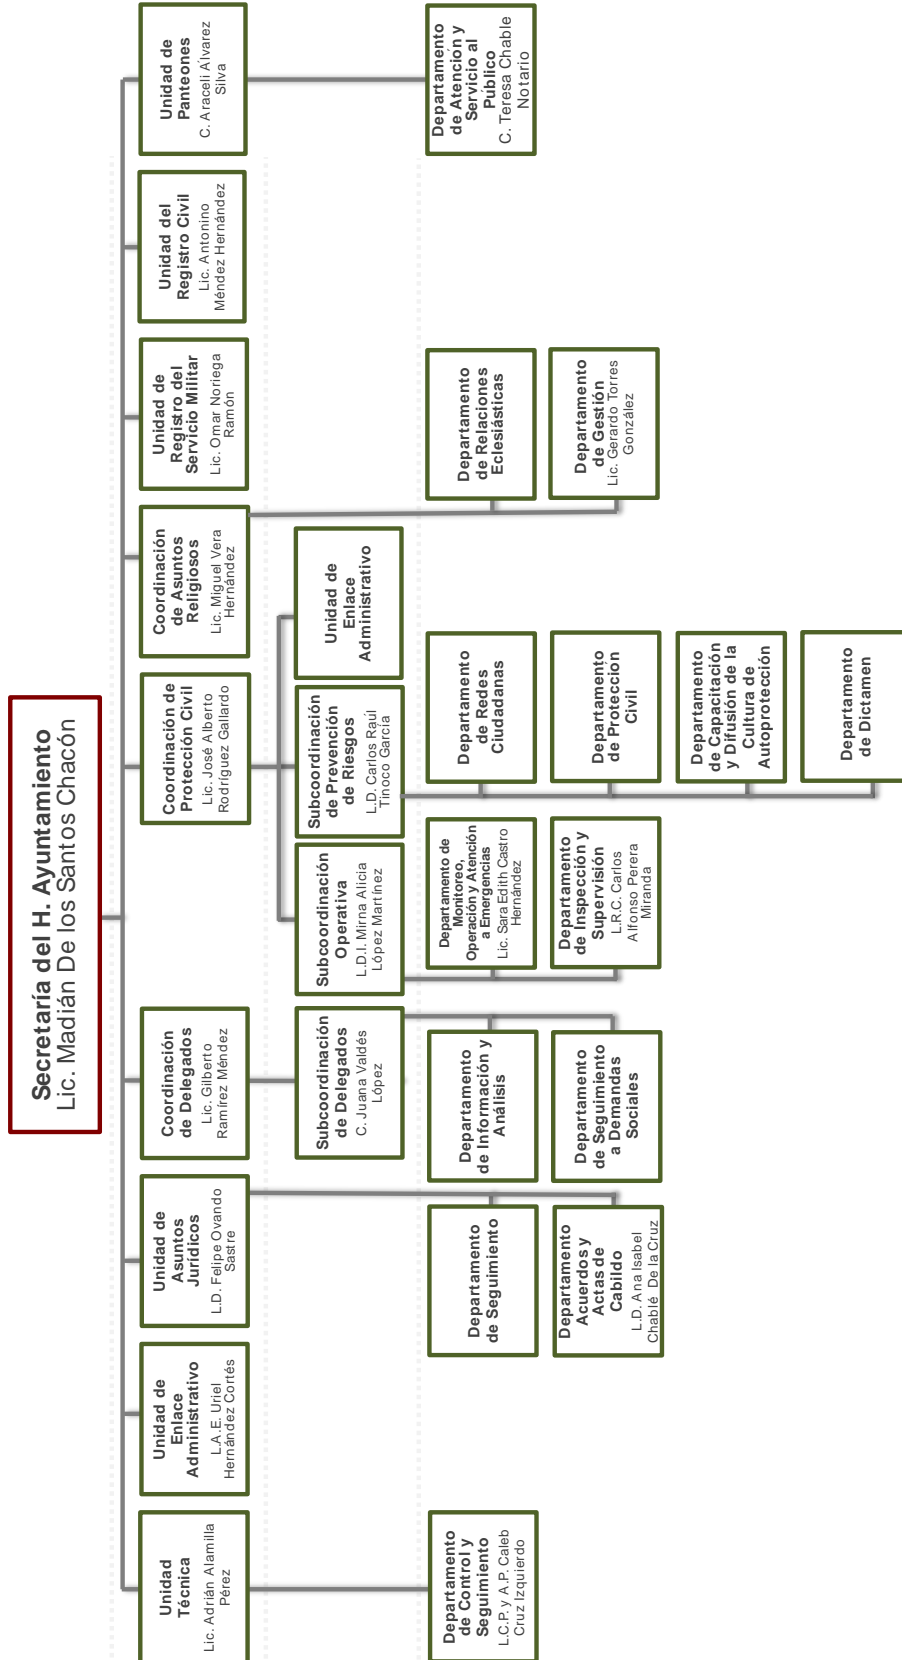 Secretaría del H. Ayuntamiento
Lic. Madián De los Santos Chacón
Unidad
Técnica
Lic. Adrián Alamilla
Pérez
Unidad de
Enlace
Administrativo
L.A.E. Uriel
Hernández Cortés
Unidad de
Asuntos
Jurídicos
L.D. Felipe Ovando
Sastre
Coordinación
de Delegados
Lic. Gilberto
Ramírez Méndez
Coordinación de
Protección Civil
Lic. José Alberto
Rodríguez Gallardo
Coordinación
de Asuntos
Religiosos
Lic. Miguel Vera
Hernández
Unidad de
Registro del
Servicio Militar
Lic. Omar Noriega
Ramón
Unidad del
Registro Civil
Lic. Antonino
Méndez Hernández
Unidad de
Panteones
C. Araceli Álvarez
Silva
Subcoordinación
de Delegados
C. Juana Valdés
López
Subcoordinación
Operativa
L.D.I. Mirna Alicia
López Martínez
Subcoordinación
de Prevención
de Riesgos
L.D. Carlos Raúl
Tinoco García
Unidad de
Enlace
Administrativo
Departamento
de Control y
Seguimiento
L.C.P. y A.P. Caleb
Cruz Izquierdo
Departamento
de Seguimiento
Departamento
de Información y
Análisis
Departamento de
Monitoreo,
Operación y Atención
a Emergencias
Lic. Sara Edith Castro
Hernández
Departamento
de Redes
Ciudadanas
Departamento
de Relaciones
Eclesiásticas
Departamento
de Atención y
Servicio al
Publico
C. Teresa Chable
Notario
Departamento
Acuerdos y
Actas de
Cabildo
L.D. Ana Isabel
Chablé De la Cruz
Departamento
de Seguimiento
a Demandas
Sociales
Departamento
de Inspección y
Supervisión
L.R.C. Carlos
Alfonso Perera
Miranda
Departamento
de Proteccion
Civil
Departamento
de Gestión
Lic. Gerardo Torres
González
Departamento
de Capacitación
y Difusión de la
Cultura de
Autoprotección
Departamento
de Dictamen